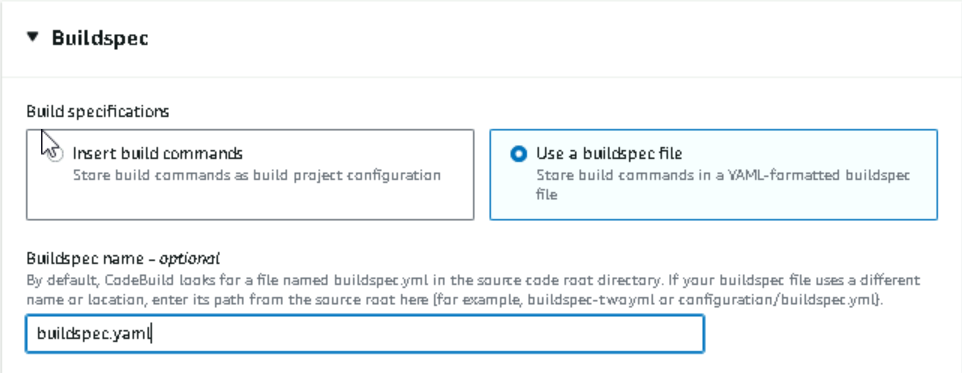 Buildspec
Build specifications
Insert build commands
Store build commands as build project configuration
Use a buildspec file
Store build commands in a YAML-formatted buildspec
file
Buildspec name - optional
By default, CodeBuild looks for a file named buildspec.yml in the source code root directory. If your buildspec file uses a different
name or location, enter its path from the source root here (for example, buildspec-two.yml or configuration/buildspec.yml).
buildspec.yaml